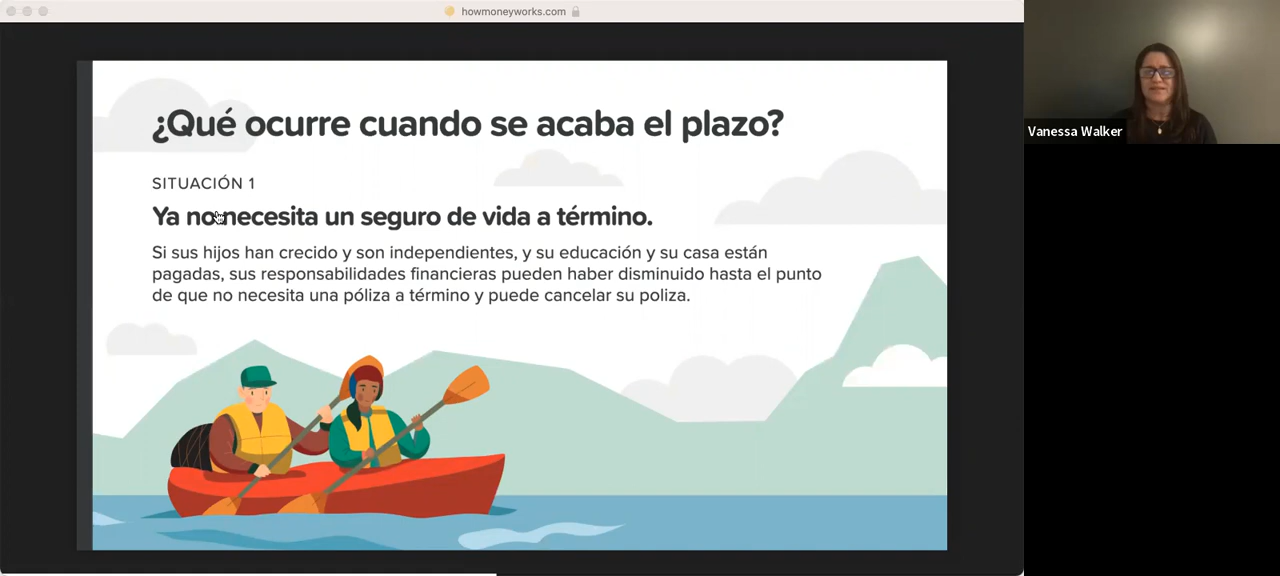 howmoneyworks.com
¿Qué ocurre cuando se acaba el plazo?
SITUACIÓN 1
Ya no necesita un seguro de vida a término.
Si sus hijos han crecido y son independientes, y su educación y su casa están
pagadas, sus responsabilidades financieras pueden haber disminuido hasta el punto
de que no necesita una póliza a término y puede cancelar su poliza.
Vanessa Walker